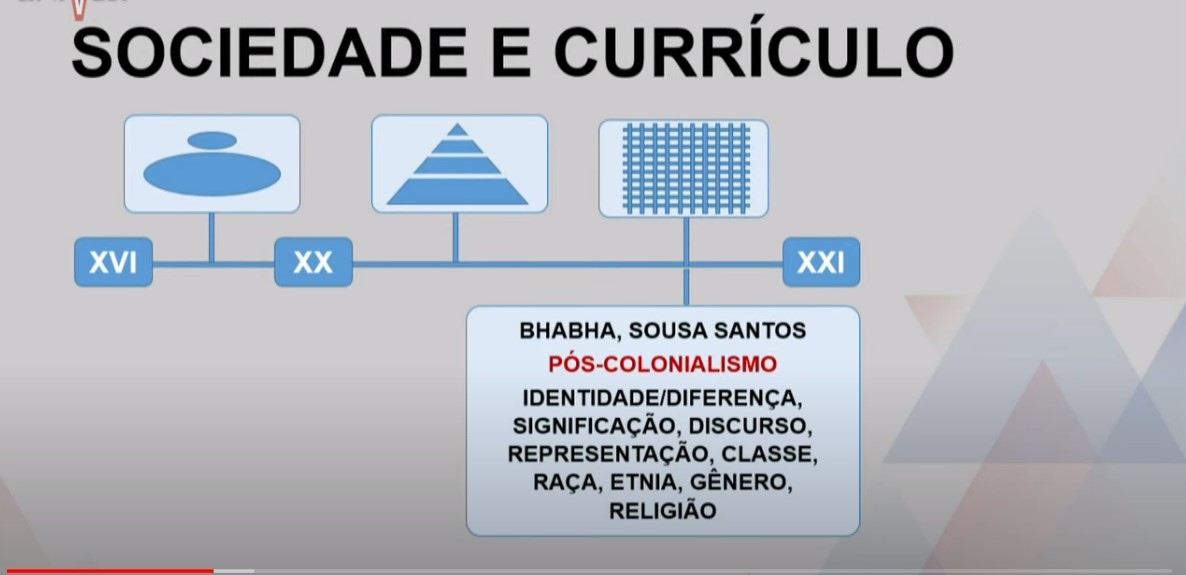 SOCIEDADE E CURRÍCULO
XVI
XX
XXI
BHABHA, SOUSA SANTOS
PÓS-COLONIALISMO
IDENTIDADE/DIFERENÇA,
SIGNIFICAÇÃO, DISCURSO,
REPRESENTAÇÃO, CLASSE,
RAÇA, ETNIA, GÊNERO,
RELIGIÃO